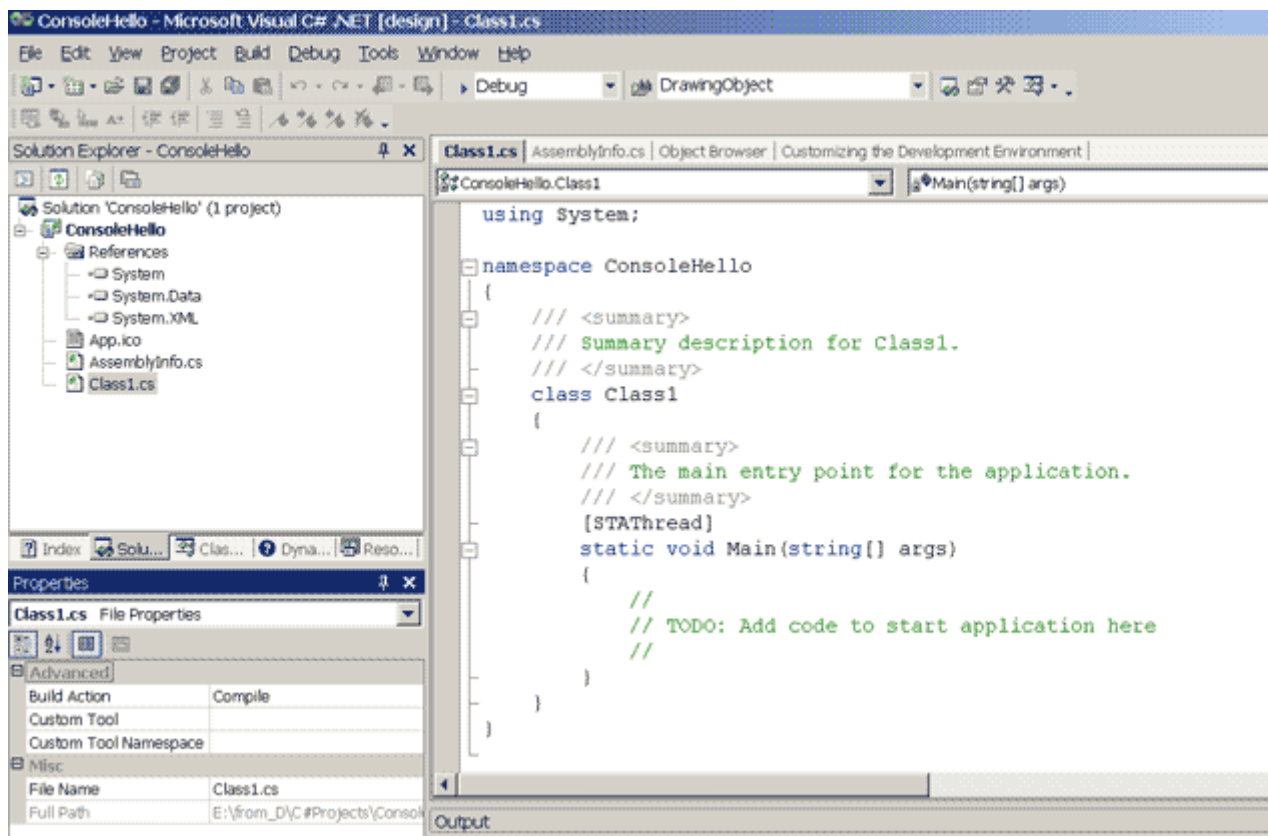 ConsoleHello - Microsoft Visual C# .NET [design] - Class1.cs
File Edit View Project Build Debug Tools Window Help
Debug DrawingObject
Solution Explorer - ConsoleHello
Solution 'ConsoleHello' (1 project)
ConsoleHello
References
System
System.Data
System.XML
App.ico
AssemblyInfo.cs
Class1.cs
Index Solu... Clas... Dyna... Reso...
Properties
Class1.cs File Properties
Advanced
Build Action Compile
Custom Tool
Custom Tool Namespace
Misc
File Name Class1.cs
Full Path E:\from_D\C#Projects\Consol
Class1.cs AssemblyInfo.cs Object Browser Customizing the Development Environment
ConsoleHello.Class1 Main(string[] args)
using System;
namespace ConsoleHello
{
/// <summary>
/// Summary description for Class1.
/// </summary>
class Class1
{
/// <summary>
/// The main entry point for the application.
/// </summary>
[STAThread]
static void Main(string[] args)
{
//
// TODO: Add code to start application here
//
}
}
}
Output